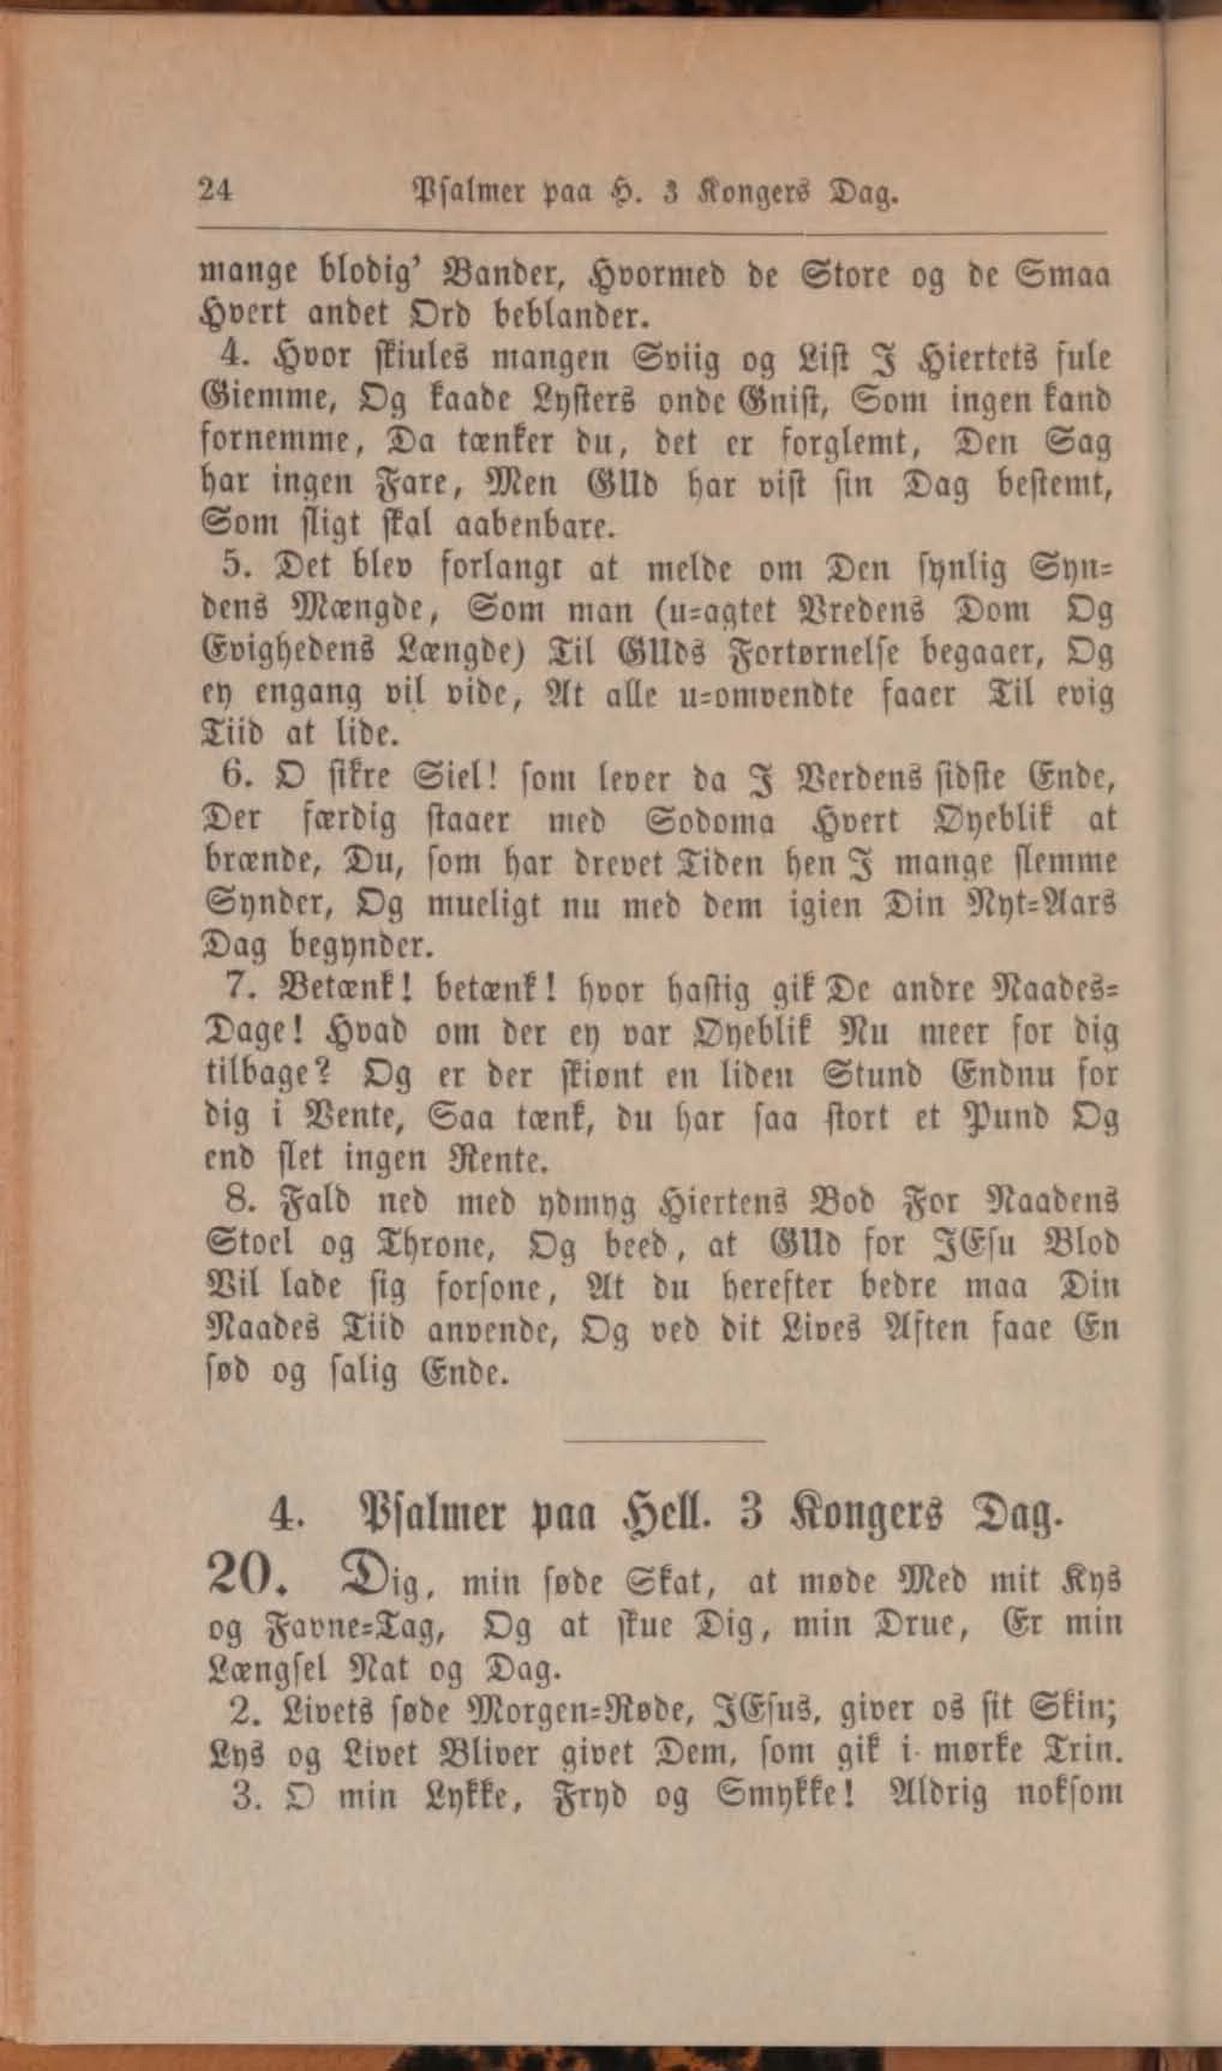 24 Psalmer paa H. 3 Kongers Dag.
mange blodig' Bander, Hvormed de Store og de Smaa
Hvert andet Ord beblander.
4. Hvor skiules mangen Sviig og List I Hiertets fule
Giemme, Og kaade Lysters onde Gnist, Som ingen kand
fornemme, Da tænker du, det er forglemt, Den Sag
har ingen Fare, Men GUd har vist sin Dag bestemt,
Som sligt skal aabenbare.
5. Det blev forlangt at melde om Den synlig Syn-
dens Mængde, Som man (u-agtet Vredens Dom Og
Evighedens Længde) Til GUds Fortørnelse begaaer, Og
ey engang vil vide, At alle u-omvendte faaer Til evig
Tiid at lide.
6. O sikre Siel! som lever da I Verdens sidste Ende,
Der færdig staaer med Sodoma Hvert Øyeblik at
brænde, Du, som har drevet Tiden hen I mange slemme
Synder, Og mueligt nu med dem igien Din Nyt-Aars
Dag begynder.
7. Betænk! betænk! hvor hastig gik De andre Naades-
Dage! Hvad om der ey var Øyeblik Nu meer for dig
tilbage? Og er der skiønt en liden Stund Endnu for
dig i Vente, Saa tænk, du har saa stort et Pund Og
end slet ingen Rente.
8. Fald ned med ydmyg Hiertens Bod For Naadens
Stoel og Throne, Og beed, at GUd for JEsu Blod
Vil lade sig forsone, At du herefter bedre maa Din
Naades Tiid anvende, Og ved dit Lives Aften faae En
sød og salig Ende.
4. Psalmer paa Hell. 3 Kongers Dag.
20. Dig, min søde Skat, at møde Med mit Kys
og Favne-Tag, Og at skue Dig, min Drue, Er min
Længsel Nat og Dag.
2. Livets søde Morgen-Røde, JEsus, giver os sit Skin;
Lys og Livet Bliver givet Dem, som gik i mørke Trin.
3. O min Lykke, Fryd og Smykke! Aldrig noksom